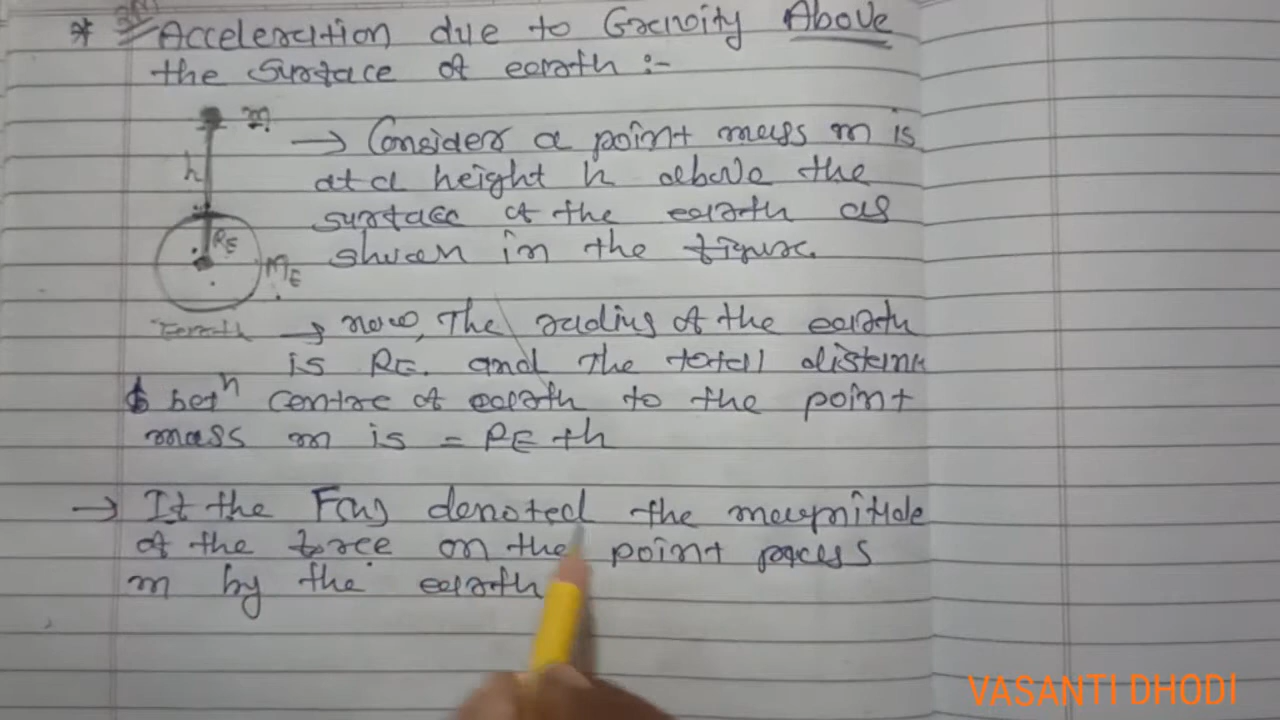 * Acceleration due to Gravity Above
the Surface of earth :-
m
h
RE
ME
Earth
→ Consider a point mass m is
at a height h above the
surface of the earth as
shown in the figure.
→ now, The radius of the earth
is RE. and The total distance
betn centre of earth to the point
mass m is = RE + h
→ If the F(h) denoted the magnitude
of the force on the point mass
m by the earth
VASANTI DHODI